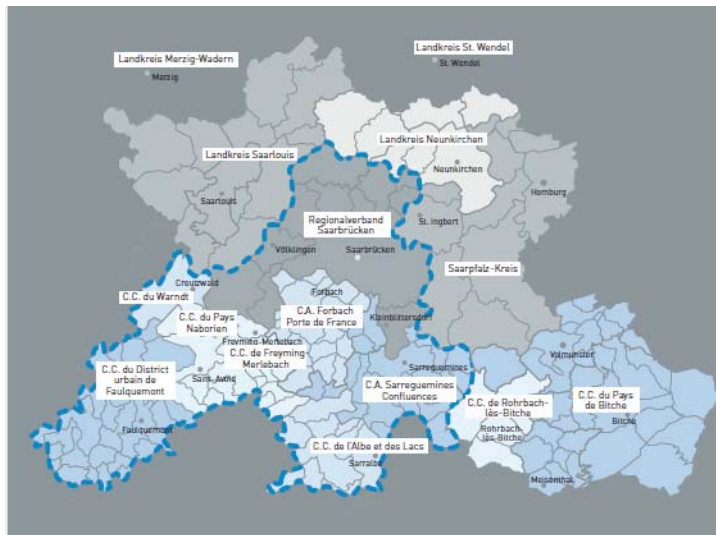 Landkreis St. Wendel
St. Wendel
Landkreis Merzig-Wadern
Merzig
Landkreis Neunkirchen
Neunkirchen
Landkreis Saarlouis
Saarlouis
Homburg
Regionalverband
Saarbrücken
St. Ingbert
Völklingen
Saarbrücken
Saarpfalz-Kreis
Creutzwald
C.C. du Warndt
Forbach
C.A. Forbach
Porte de France
C.C. du Pays
Naborien
Kleinblittersdorf
Freyming-Merlebach
C.C. de Freyming-
Merlebach
Volmunster
Sarreguemines
C.C. du District
urbain de
Faulquemont
Saint-Avold
C.A. Sarreguemines
Confluences
C.C. de Rohrbach-
lès-Bitche
C.C. du Pays
de Bitche
Bitche
Faulquemont
Rohrbach-
lès-Bitche
C.C. de l'Albe et des Lacs
Sarralbe
Meisenthal